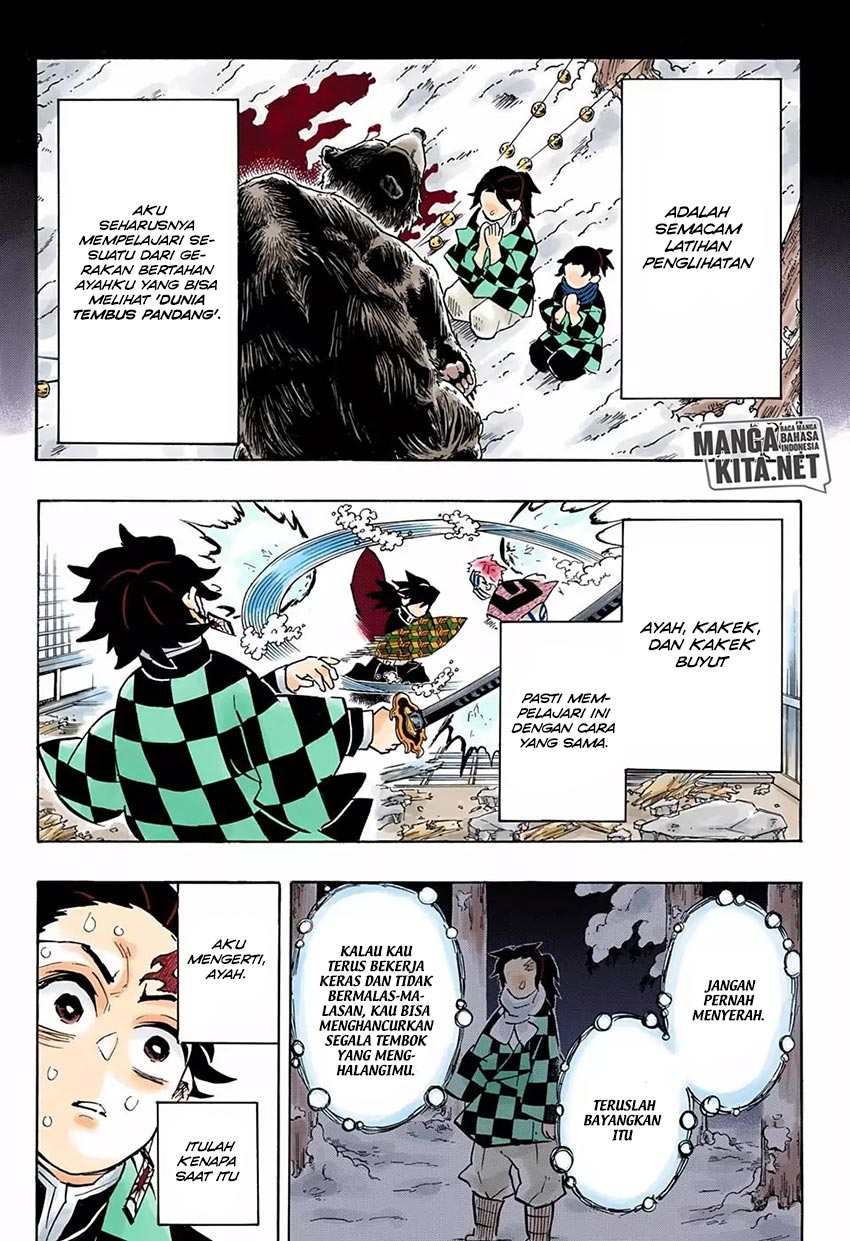 ADALAH
SEMACAM
LATIHAN
PENGLIHATAN
AKU
SEHARUSNYA
MEMPELAJARI SE-
SUATU DARI GE-
RAKAN BERTAHAN
AYAHKU YANG BISA
MELIHAT 'DUNIA
TEMBUS PANDANG'.
MANGA
KITA.NET
BACA MANGA
BAHASA
INDONESIA
AYAH, KAKEK,
DAN KAKEK
BUYUT
PASTI MEM-
PELAJARI INI
DENGAN CARA
YANG SAMA.
JANGAN
PERNAH
MENYERAH.
TERUSLAH
BAYANGKAN
ITU
KALAU KAU
TERUS BEKERJA
KERAS DAN TIDAK
BERMALAS-MA-
LASAN, KAU BISA
MENGHANCURKAN
SEGALA TEMBOK
YANG MENG-
HALANGIMU.
AKU
MENGERTI,
AYAH.
ITULAH
KENAPA
SAAT ITU